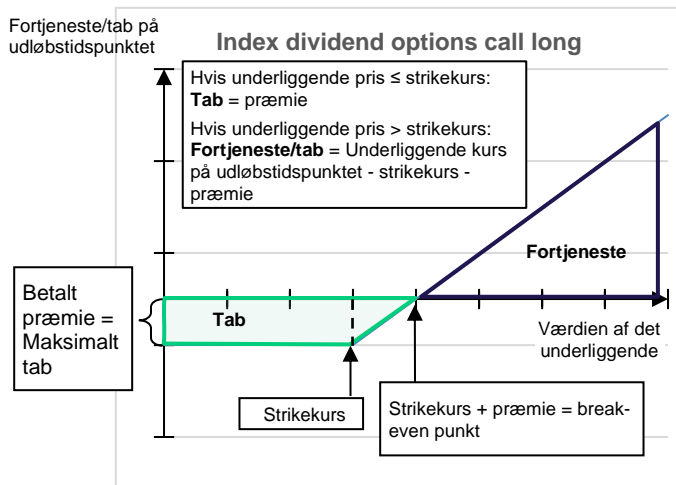 Fortjeneste/tab på
udløbstidspunktet
Index dividend options call long
Hvis underliggende pris ≤ strikekurs:
Tab = præmie
Hvis underliggende pris > strikekurs:
Fortjeneste/tab = Underliggende kurs
på udløbstidspunktet - strikekurs -
præmie
Fortjeneste
Betalt
præmie =
Maksimalt
tab
Tab
Værdien af det
underliggende
Strikekurs
Strikekurs + præmie = break-
even punkt